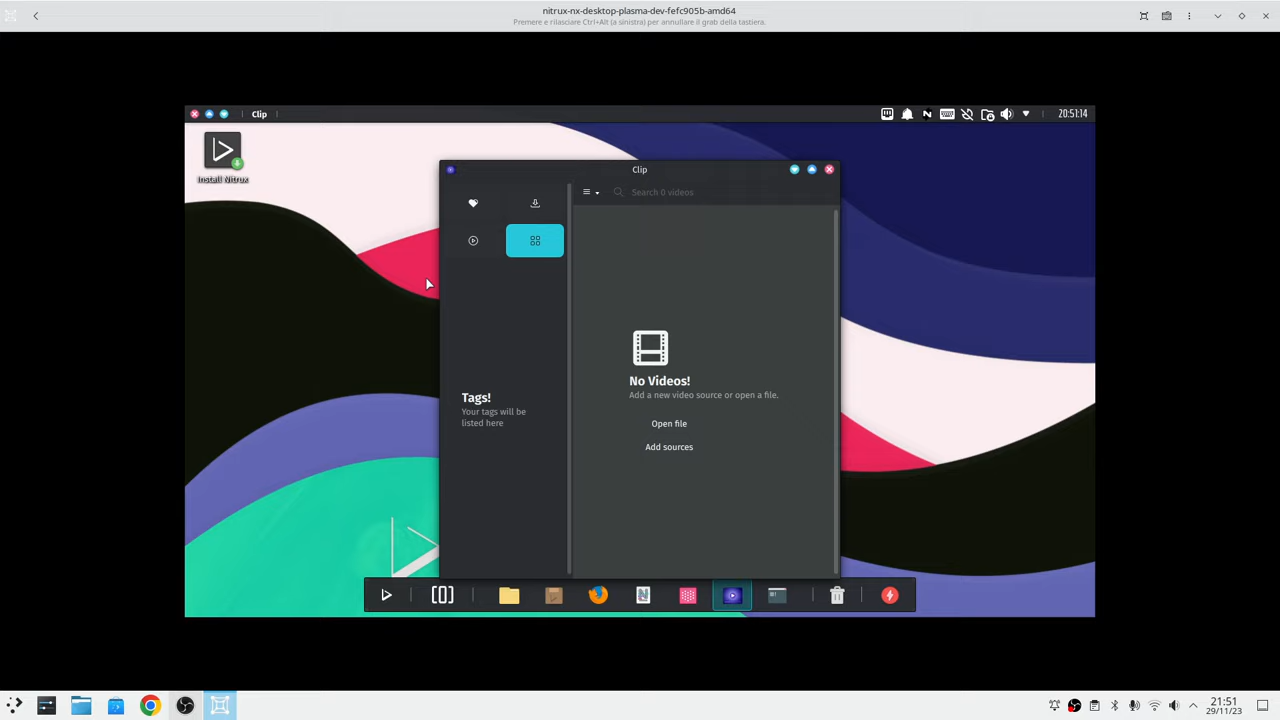 nitrux-nx-desktop-plasma-dev-fefc905b-amd64
Premere e rilasciare Ctrl+Alt (a sinistra) per annullare il grab della tastiera.
Clip
20:51:14
Install Nitrux
Clip
Search 0 videos
No Videos!
Add a new video source or open a file.
Tags!
Your tags will be
listed here
Open file
Add sources
21:51
29/11/23